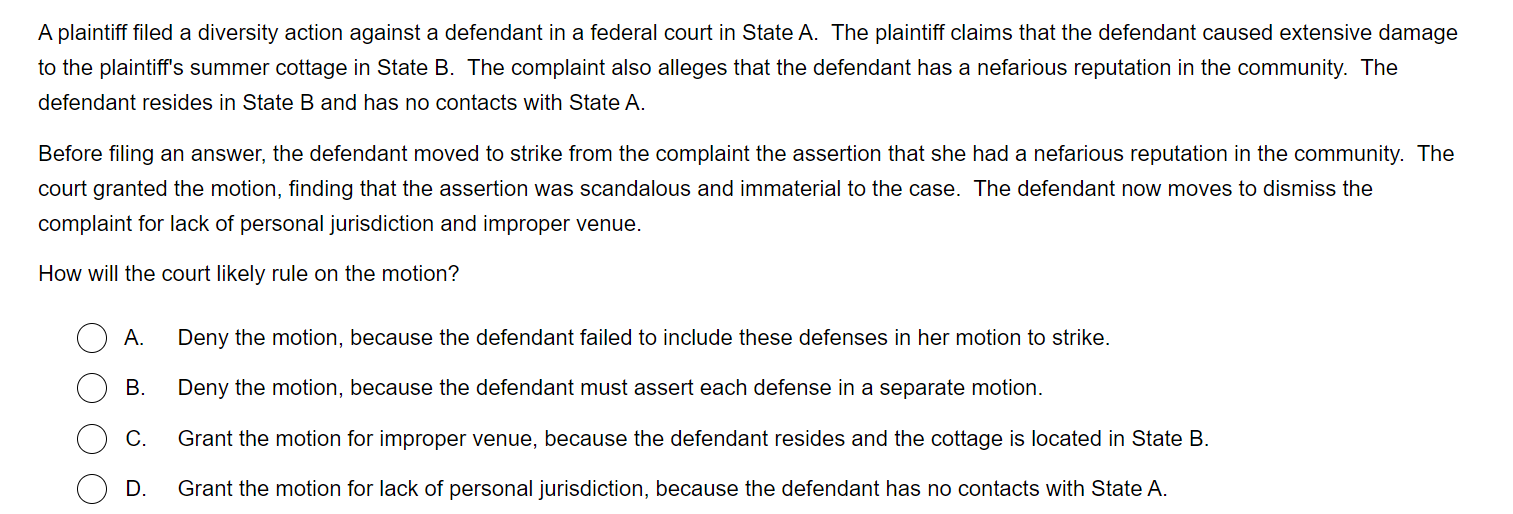 A plaintiff filed a diversity action against a defendant in a federal court in State A.  The plaintiff claims that the defendant caused extensive damage
to the plaintiff's summer cottage in State B.  The complaint also alleges that the defendant has a nefarious reputation in the community.  The
defendant resides in State B and has no contacts with State A.
Before filing an answer, the defendant moved to strike from the complaint the assertion that she had a nefarious reputation in the community.  The
court granted the motion, finding that the assertion was scandalous and immaterial to the case.  The defendant now moves to dismiss the
complaint for lack of personal jurisdiction and improper venue.
How will the court likely rule on the motion?
A. Deny the motion, because the defendant failed to include these defenses in her motion to strike.
B. Deny the motion, because the defendant must assert each defense in a separate motion.
C. Grant the motion for improper venue, because the defendant resides and the cottage is located in State B.
D. Grant the motion for lack of personal jurisdiction, because the defendant has no contacts with State A.